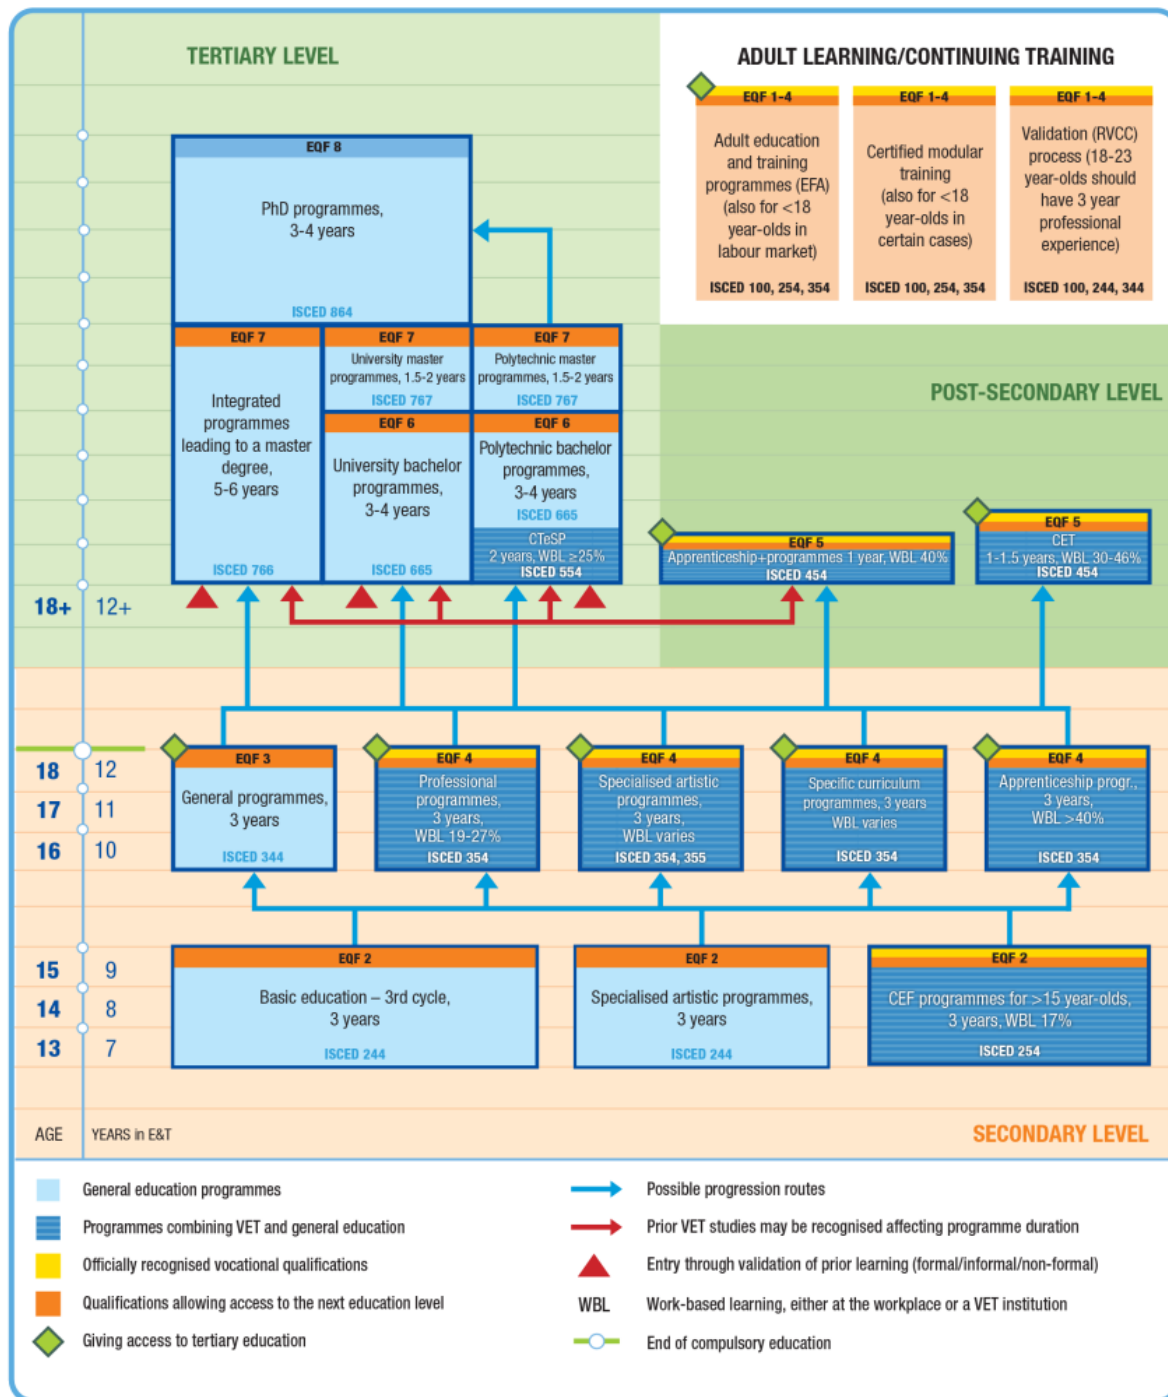 TERTIARY LEVEL
ADULT LEARNING/CONTINUING TRAINING
EQF 1-4
Adult education
and training
programmes (EFA)
(also for <18
year-olds in
labour market)
ISCED 100, 254, 354
EQF 1-4
Certified modular
training
(also for <18
year-olds in
certain cases)
ISCED 100, 254, 354
EQF 1-4
Validation (RVCC)
process (18-23
year-olds should
have 3 year
professional
experience)
ISCED 100, 244, 344
EQF 8
PhD programmes,
3-4 years
ISCED 864
EQF 7
Integrated
programmes
leading to a master
degree,
5-6 years
ISCED 766
EQF 7
University master
programmes, 1.5-2 years
ISCED 767
EQF 6
University bachelor
programmes,
3-4 years
ISCED 665
EQF 7
Polytechnic master
programmes, 1.5-2 years
ISCED 767
EQF 6
Polytechnic bachelor
programmes,
3-4 years
ISCED 665
CTeSP
2 years, WBL ≥25%
ISCED 554
POST-SECONDARY LEVEL
EQF 5
Apprenticeship+programmes 1 year, WBL 40%
ISCED 454
EQF 5
CET
1-1.5 years, WBL 30-46%
ISCED 454
18+ 12+
18 12
17 11
16 10
EQF 3
General programmes,
3 years
ISCED 344
EQF 4
Professional
programmes,
3 years,
WBL 19-27%
ISCED 354
EQF 4
Specialised artistic
programmes,
3 years,
WBL varies
ISCED 354, 355
EQF 4
Specific curriculum
programmes, 3 years
WBL varies
ISCED 354
EQF 4
Apprenticeship progr.,
3 years,
WBL >40%
ISCED 354
15 9
14 8
13 7
EQF 2
Basic education – 3rd cycle,
3 years
ISCED 244
EQF 2
Specialised artistic programmes,
3 years
ISCED 244
EQF 2
CEF programmes for >15 year-olds,
3 years, WBL 17%
ISCED 254
AGE YEARS in E&T
SECONDARY LEVEL
General education programmes
Programmes combining VET and general education
Officially recognised vocational qualifications
Qualifications allowing access to the next education level
Giving access to tertiary education
Possible progression routes
Prior VET studies may be recognised affecting programme duration
Entry through validation of prior learning (formal/informal/non-formal)
WBL Work-based learning, either at the workplace or a VET institution
End of compulsory education